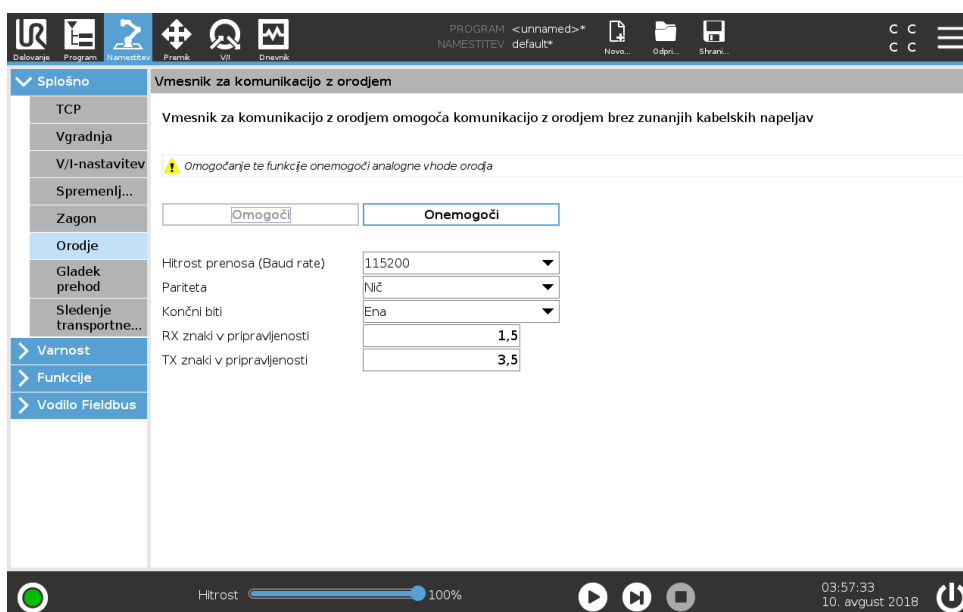 UR
PROGRAM <unnamed>*
NAMESTITEV default*
C C
C C
Delovanje Program Namestitev Premik V/I Dnevnik Novo... Odpri... Shrani...
Splošno
Vmesnik za komunikacijo z orodjem
TCP
Vgradnja
V/I-nastavitev
Spremenlj...
Zagon
Orodje
Gladek
prehod
Sledenje
transportne...
Varnost
Funkcije
Vodilo Fieldbus
Vmesnik za komunikacijo z orodjem omogoča komunikacijo z orodjem brez zunanjih kabelskih napeljav
Omogočanje te funkcije onemogoči analogne vhode orodja
Omogoči Onemogoči
Hitrost prenosa (Baud rate) 115200
Pariteta Nič
Končni biti Ena
RX znaki v pripravljenosti 1,5
TX znaki v pripravljenosti 3,5
Hitrost 100%
03:57:33
10. avgust 2018